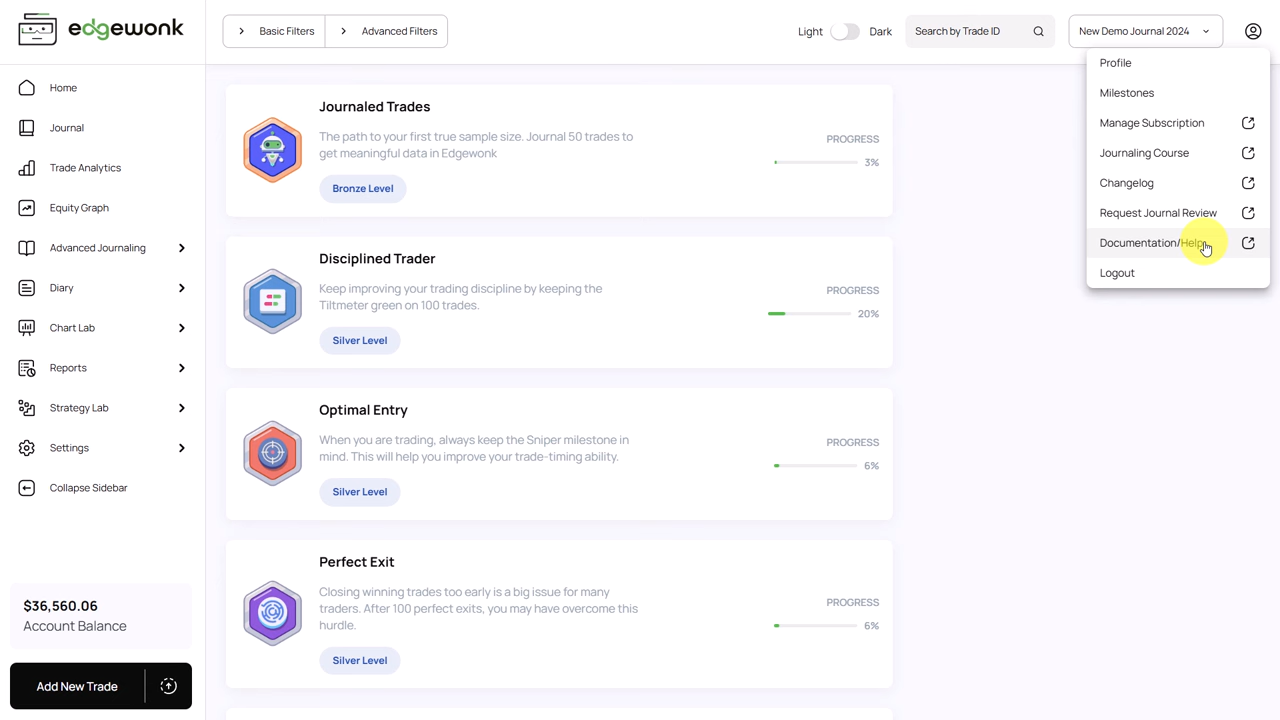 edgewonk
Basic Filters
Advanced Filters
Light
Dark
Search by Trade ID
New Demo Journal 2024
Home
Journal
Trade Analytics
Equity Graph
Advanced Journaling
Diary
Chart Lab
Reports
Strategy Lab
Settings
Collapse Sidebar
$36,560.06
Account Balance
Add New Trade
Journaled Trades
The path to your first true sample size. Journal 50 trades to
get meaningful data in Edgewonk
Bronze Level
PROGRESS
3%
Disciplined Trader
Keep improving your trading discipline by keeping the
Tiltmeter green on 100 trades.
Silver Level
PROGRESS
20%
Optimal Entry
When you are trading, always keep the Sniper milestone in
mind. This will help you improve your trade-timing ability.
Silver Level
PROGRESS
6%
Perfect Exit
Closing winning trades too early is a big issue for many
traders. After 100 perfect exits, you may have overcome this
hurdle.
Silver Level
PROGRESS
6%
Profile
Milestones
Manage Subscription
Journaling Course
Changelog
Request Journal Review
Documentation/Help
Logout